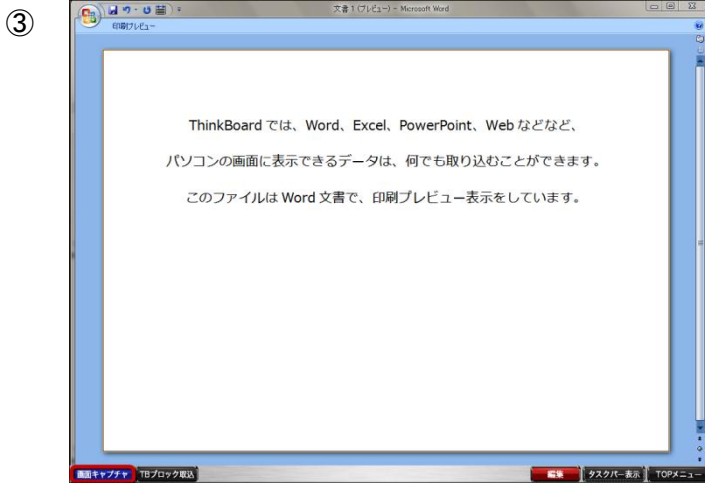 ③
文書 1 (プレビュー) - Microsoft Word
印刷プレビュー
ThinkBoard では、Word、Excel、PowerPoint、Web などなど、
パソコンの画面に表示できるデータは、何でも取り込むことができます。
このファイルは Word 文書で、印刷プレビュー表示をしています。
画面キャプチャ TBブロック取込 編集 タスクバー表示 TOPメニュー